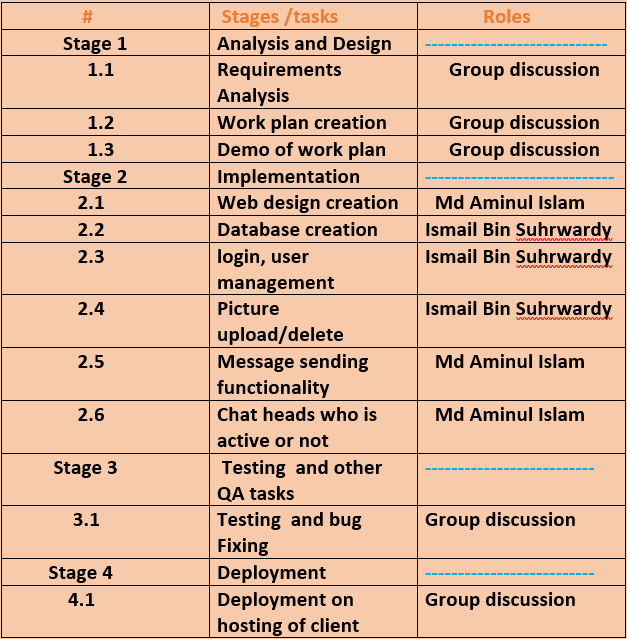 # Stages /tasks Roles
Stage 1 Analysis and Design ----------------------------
1.1 Requirements Group discussion
Analysis
1.2 Work plan creation Group discussion
1.3 Demo of work plan Group discussion
Stage 2 Implementation -----------------------------
2.1 Web design creation Md Aminul Islam
2.2 Database creation Ismail Bin Suhrwardy
2.3 login, user Ismail Bin Suhrwardy
management
2.4 Picture Ismail Bin Suhrwardy
upload/delete
2.5 Message sending Md Aminul Islam
functionality
2.6 Chat heads who is Md Aminul Islam
active or not
Stage 3 Testing and other --------------------------
QA tasks
3.1 Testing and bug Group discussion
Fixing
Stage 4 Deployment --------------------------
4.1 Deployment on Group discussion
hosting of client